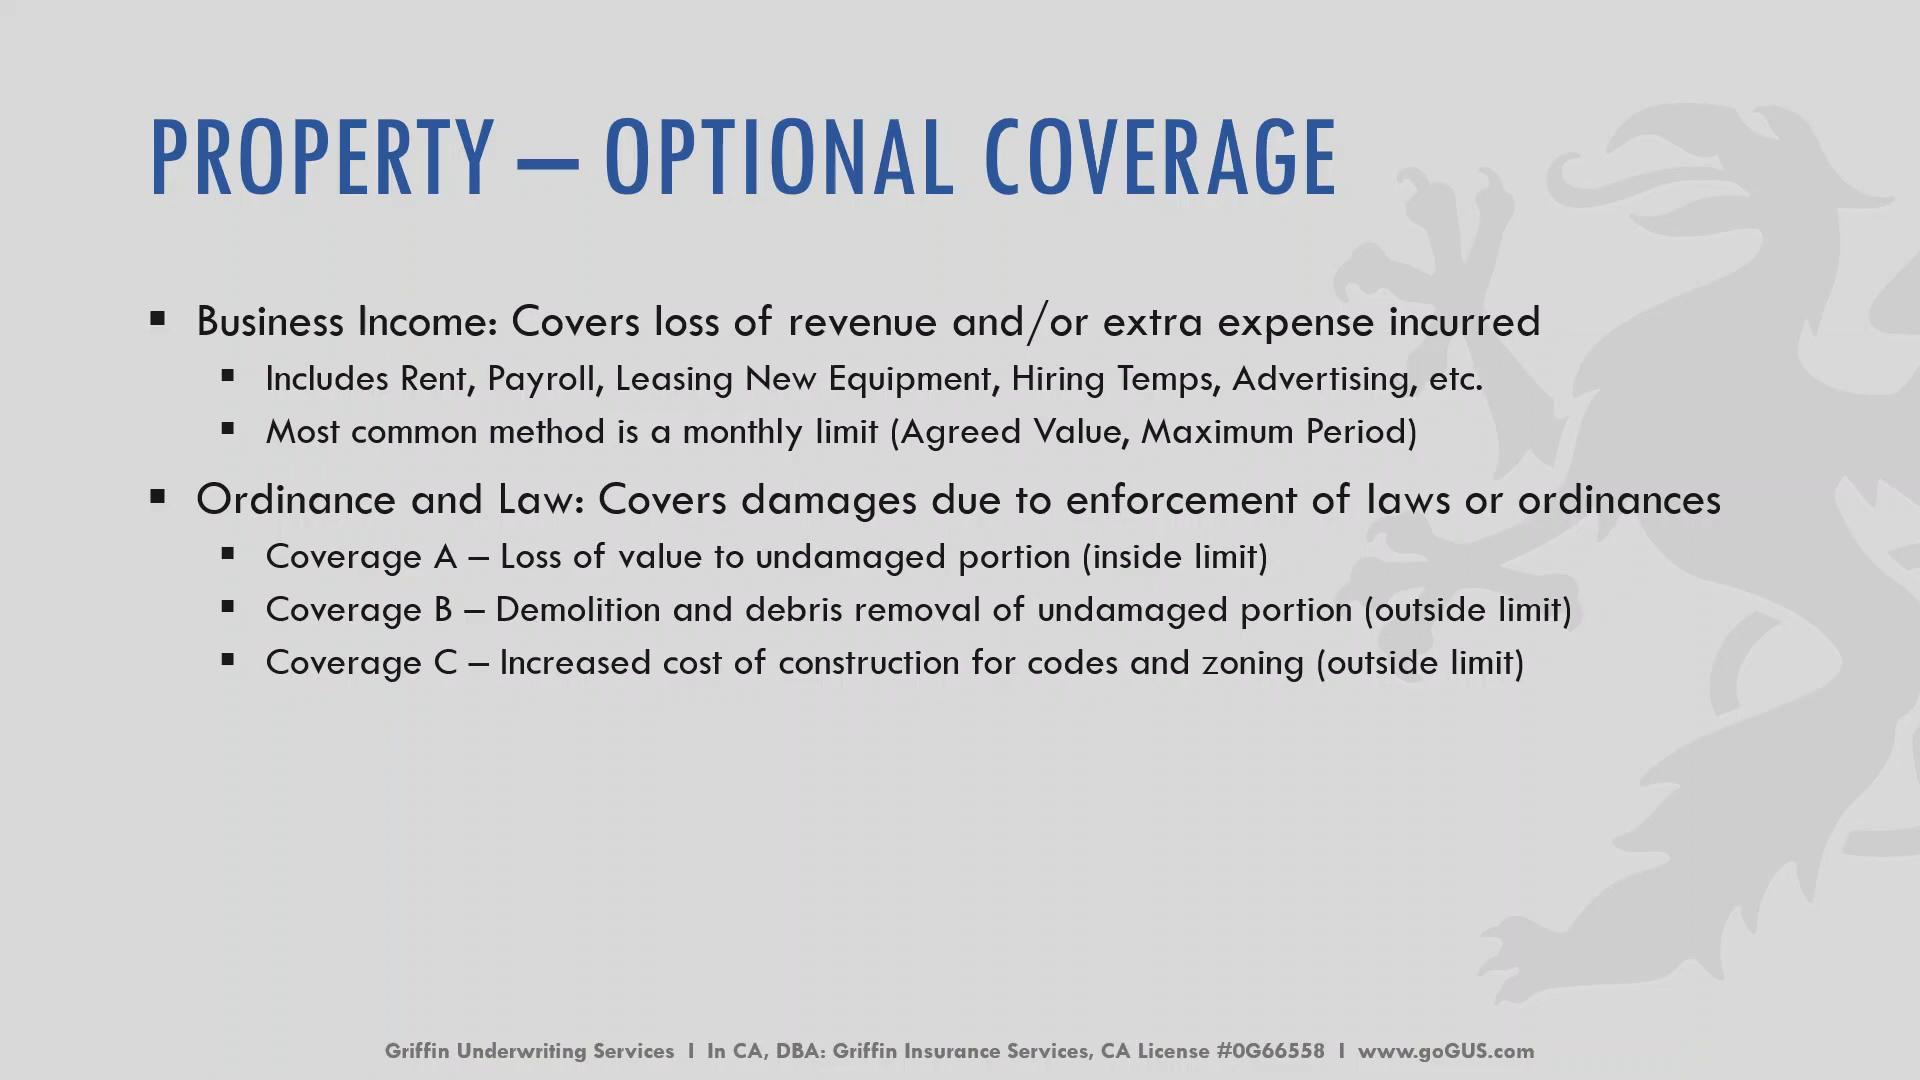 PROPERTY – OPTIONAL COVERAGE
▪ Business Income: Covers loss of revenue and/or extra expense incurred
▪ Includes Rent, Payroll, Leasing New Equipment, Hiring Temps, Advertising, etc.
▪ Most common method is a monthly limit (Agreed Value, Maximum Period)
▪ Ordinance and Law: Covers damages due to enforcement of laws or ordinances
▪ Coverage A – Loss of value to undamaged portion (inside limit)
▪ Coverage B – Demolition and debris removal of undamaged portion (outside limit)
▪ Coverage C – Increased cost of construction for codes and zoning (outside limit)
Griffin Underwriting Services I In CA, DBA: Griffin Insurance Services, CA License #0G66558 I www.goGUS.com